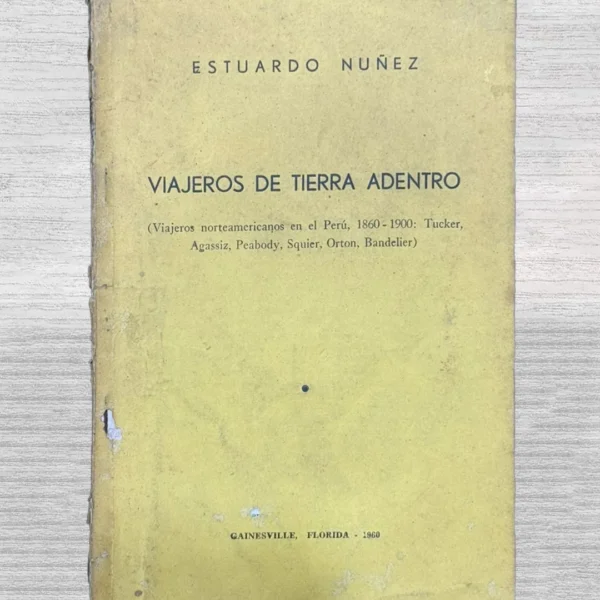 ESTUARDO NUÑEZ
VIAJEROS DE TIERRA ADENTRO
(Viajeros norteamericanos en el Perú, 1860-1900: Tucker,
Agassiz, Peabody, Squier, Orton, Bandelier)
GAINESVILLE, FLORIDA - 1960